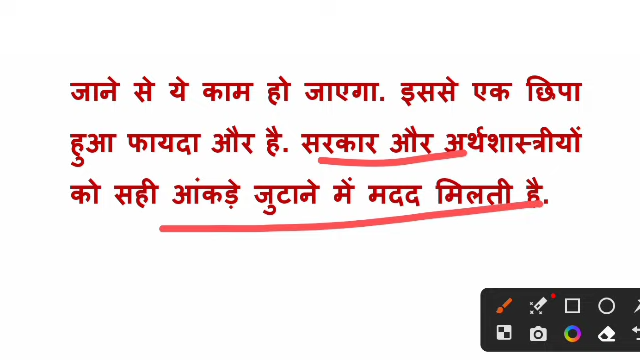 जाने से ये काम हो जाएगा. इससे एक छिपा
हुआ फायदा और है. सरकार और अर्थशास्त्रीयों
को सही आंकड़े जुटाने में मदद मिलती है.